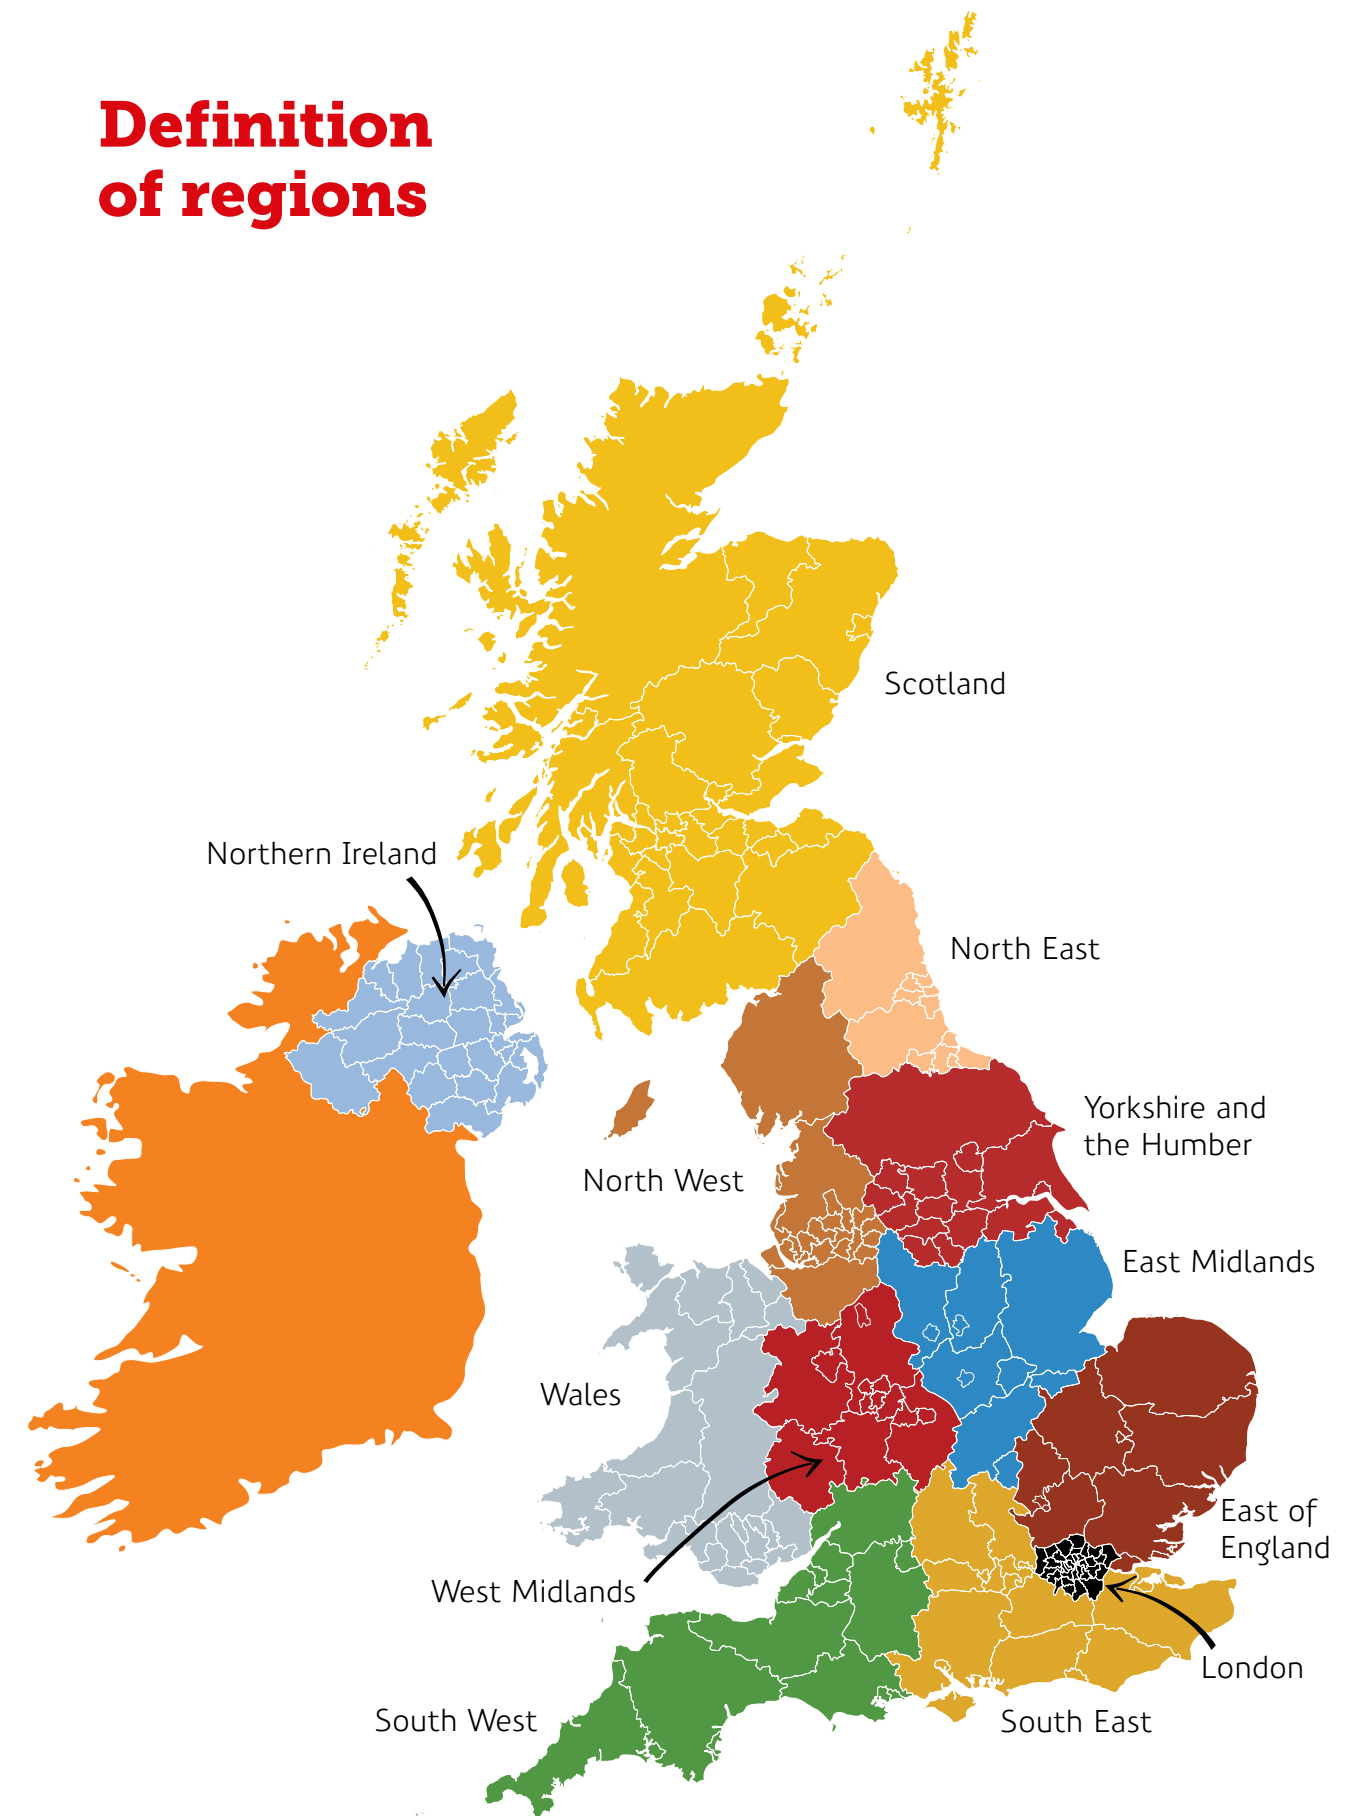 Definition
of regions
Scotland
Northern Ireland
North East
Yorkshire and
the Humber
North West
East Midlands
Wales
East of
England
West Midlands
London
South West
South East